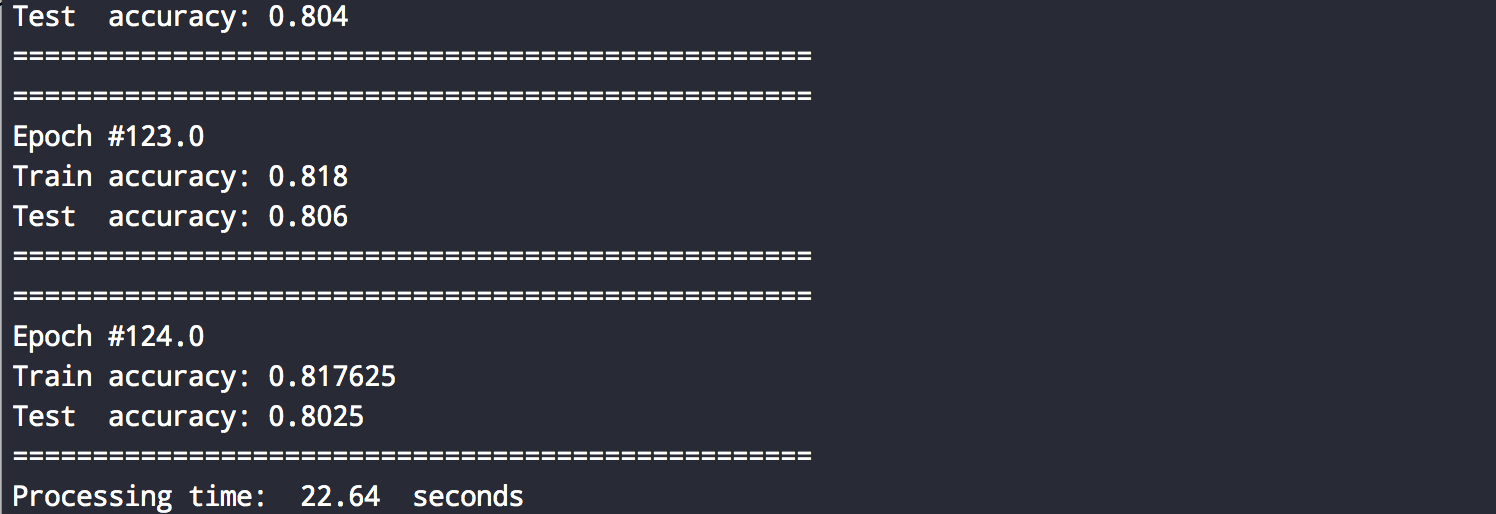 Test  accuracy: 0.804
==================================================
==================================================
Epoch #123.0
Train accuracy: 0.818
Test  accuracy: 0.806
==================================================
==================================================
Epoch #124.0
Train accuracy: 0.817625
Test  accuracy: 0.8025
==================================================
Processing time:  22.64  seconds